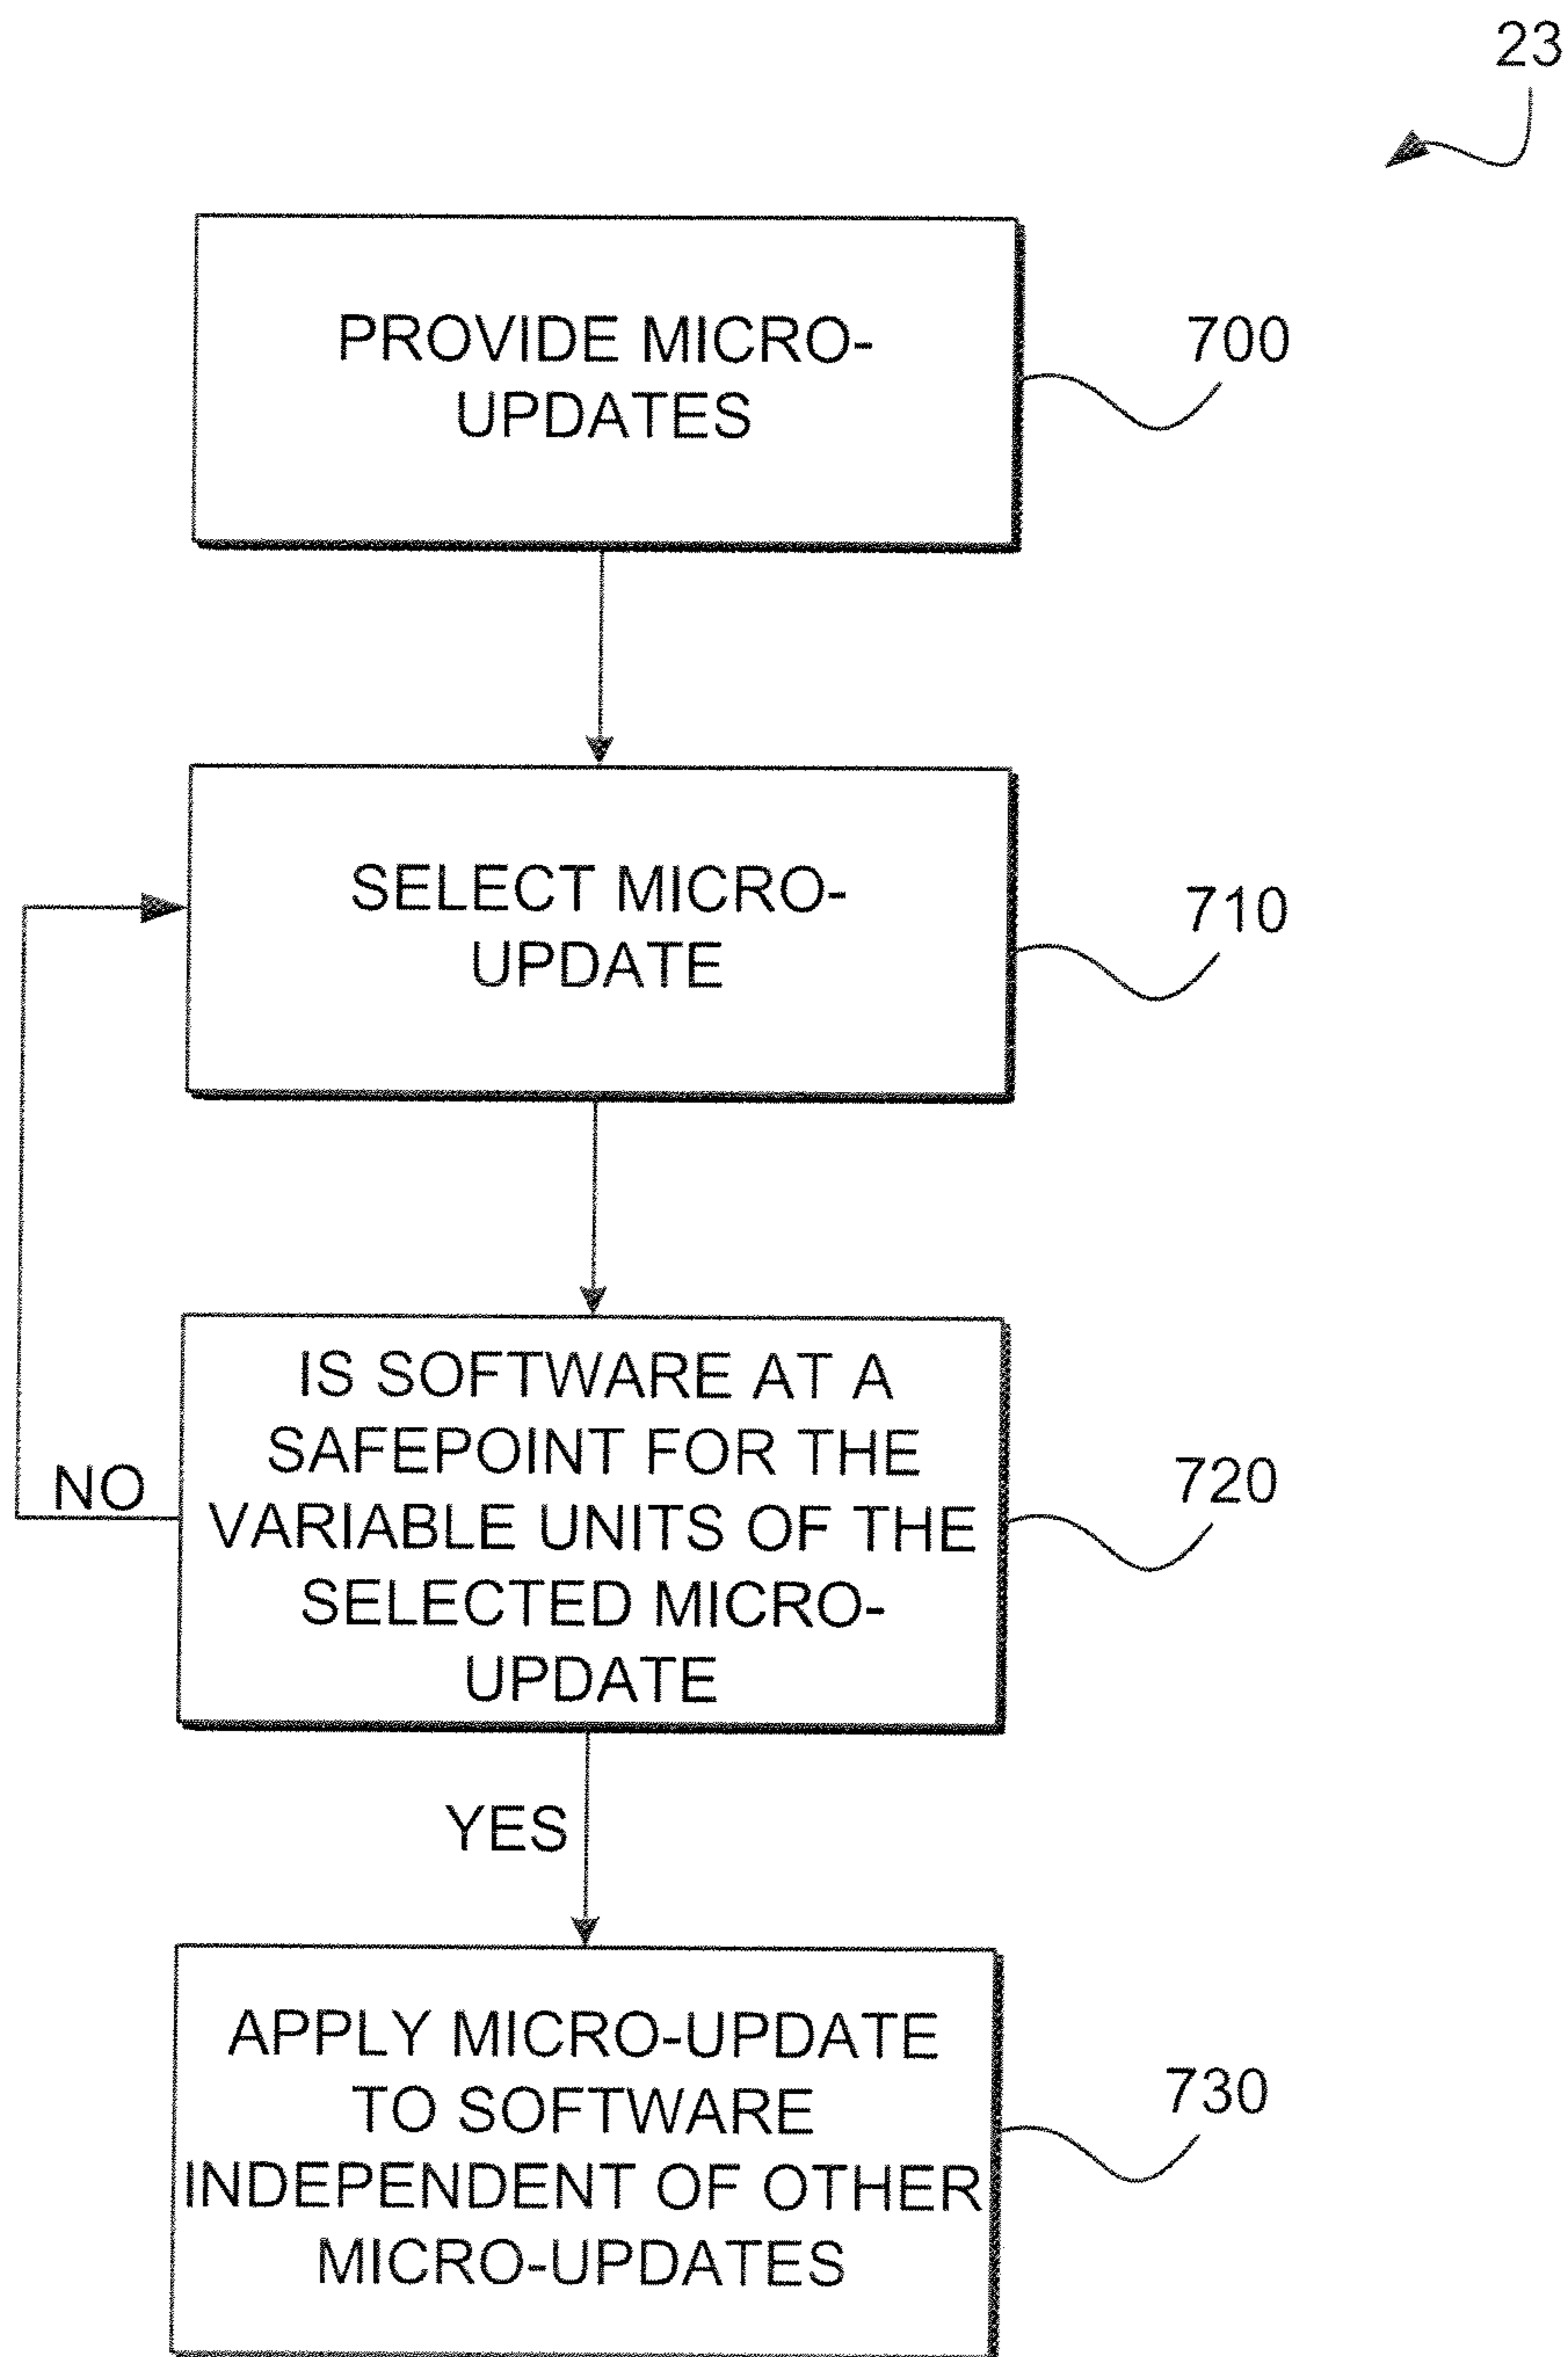 23
PROVIDE MICRO-
UPDATES
700
SELECT MICRO-
UPDATE
710
IS SOFTWARE AT A
SAFEPOINT FOR THE
VARIABLE UNITS OF THE
SELECTED MICRO-
UPDATE
720
NO
YES
APPLY MICRO-UPDATE
TO SOFTWARE
INDEPENDENT OF OTHER
MICRO-UPDATES
730